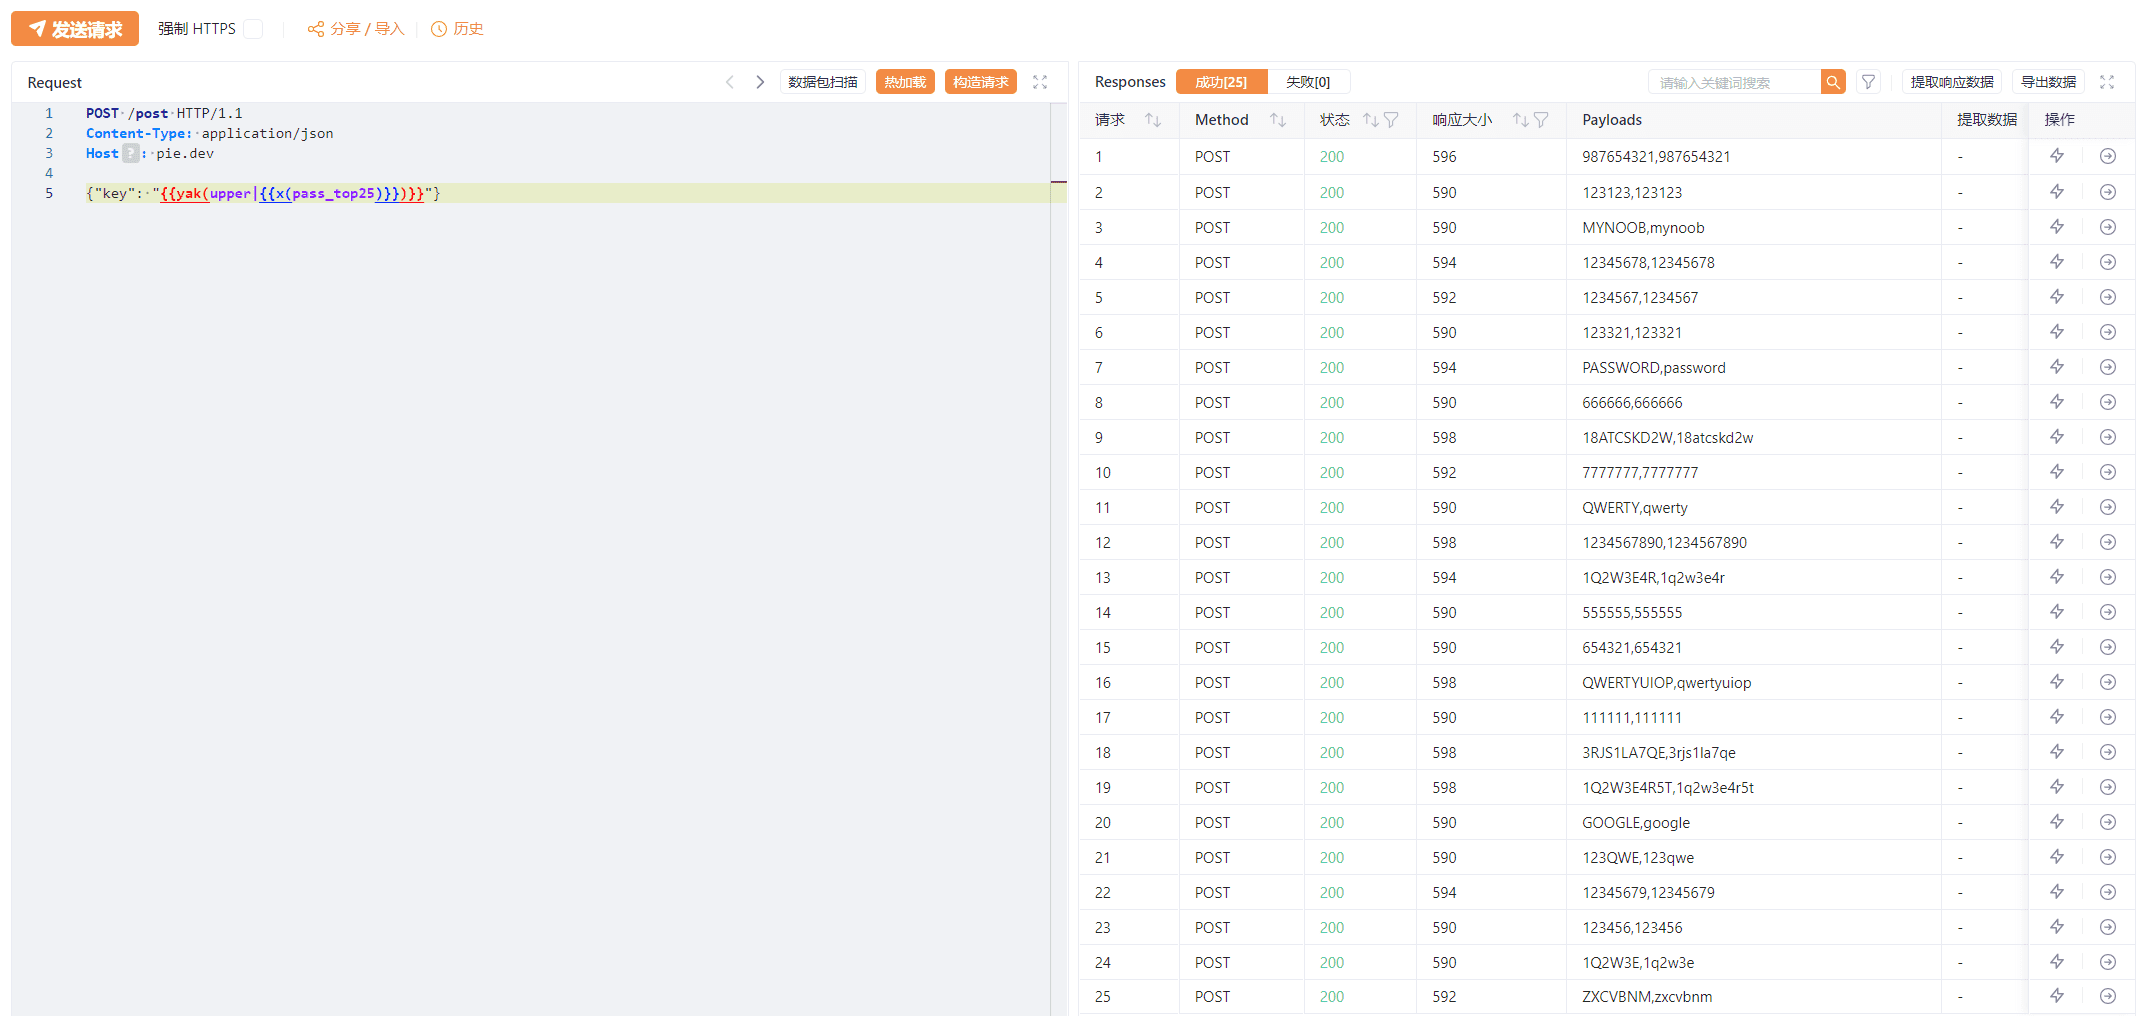 发送请求 强制 HTTPS 分享 / 导入 历史
Request 数据包扫描 热加载 构造请求
1 POST /post HTTP/1.1
2 Content-Type: application/json
3 Host ? : pie.dev
4
5 {"key": "{{yak(upper|{{x(pass_top25)}})}}"}
Responses 成功[25] 失败[0] 请输入关键词搜索 提取响应数据 导出数据
请求 Method 状态 响应大小 Payloads 提取数据 操作
1 POST 200 596 987654321,987654321 -
2 POST 200 590 123123,123123 -
3 POST 200 590 MYNOOB,mynoob -
4 POST 200 594 12345678,12345678 -
5 POST 200 592 1234567,1234567 -
6 POST 200 590 123321,123321 -
7 POST 200 594 PASSWORD,password -
8 POST 200 590 666666,666666 -
9 POST 200 598 18ATCSKD2W,18atcskd2w -
10 POST 200 592 7777777,7777777 -
11 POST 200 590 QWERTY,qwerty -
12 POST 200 598 1234567890,1234567890 -
13 POST 200 594 1Q2W3E4R,1q2w3e4r -
14 POST 200 590 555555,555555 -
15 POST 200 590 654321,654321 -
16 POST 200 598 QWERTYUIOP,qwertyuiop -
17 POST 200 590 111111,111111 -
18 POST 200 598 3RJS1LA7QE,3rjs1la7qe -
19 POST 200 598 1Q2W3E4R5T,1q2w3e4r5t -
20 POST 200 590 GOOGLE,google -
21 POST 200 590 123QWE,123qwe -
22 POST 200 594 12345679,12345679 -
23 POST 200 590 123456,123456 -
24 POST 200 590 1Q2W3E,1q2w3e -
25 POST 200 592 ZXCVBNM,zxcvbnm -